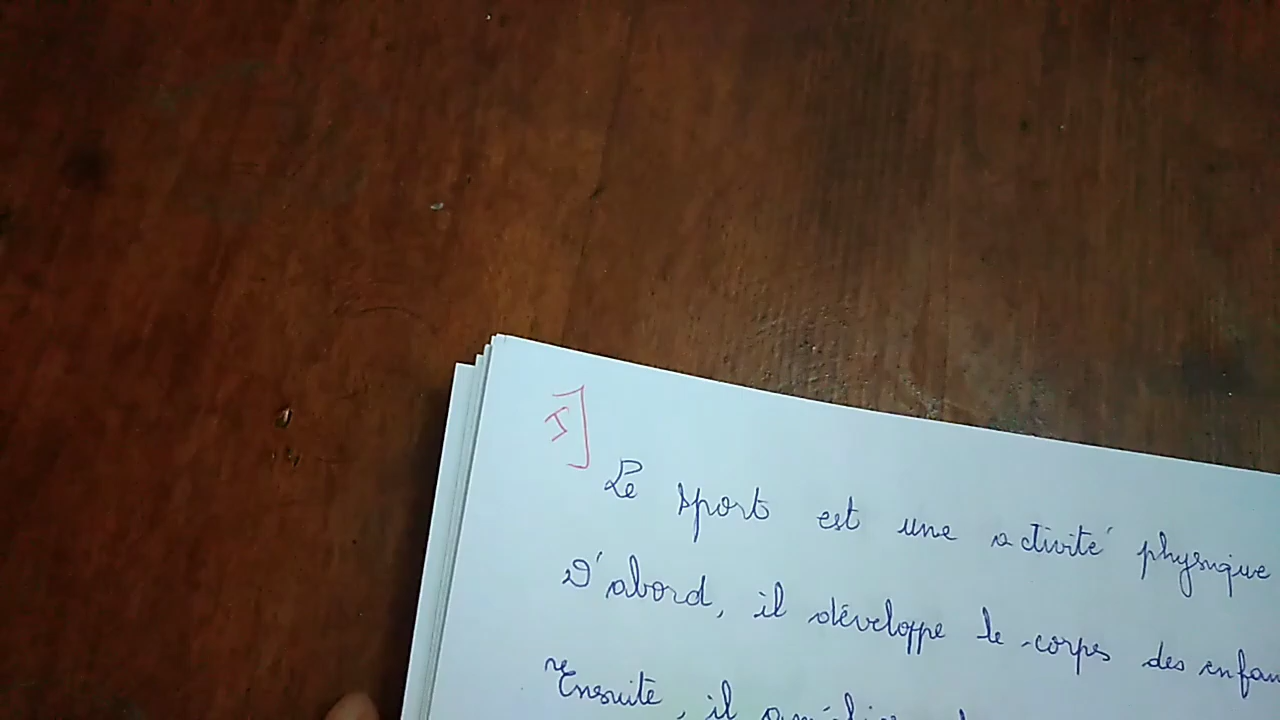 I]
Le sport est une activité physique
D'abord, il développe le corps des enfan
Ensuite, il